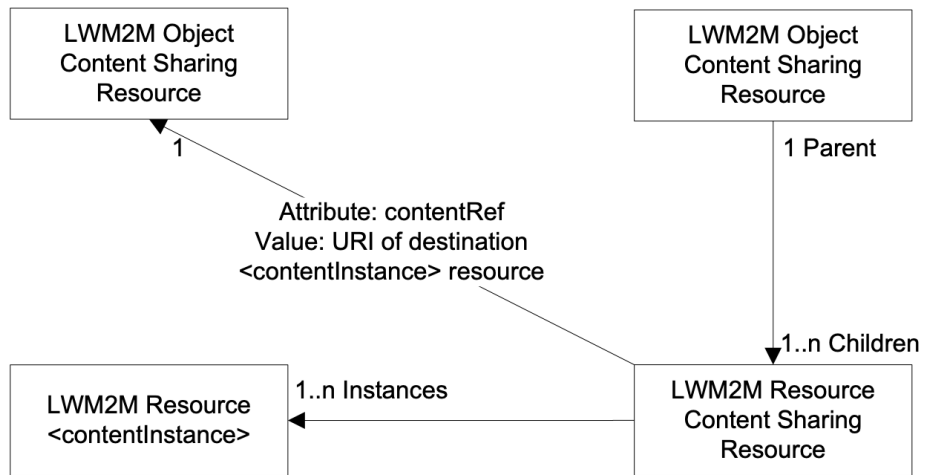 LWM2M Object
Content Sharing
Resource
LWM2M Object
Content Sharing
Resource
1
1 Parent
Attribute: contentRef
Value: URI of destination
<contentInstance> resource
1..n Children
LWM2M Resource
<contentInstance>
1..n Instances
LWM2M Resource
Content Sharing
Resource